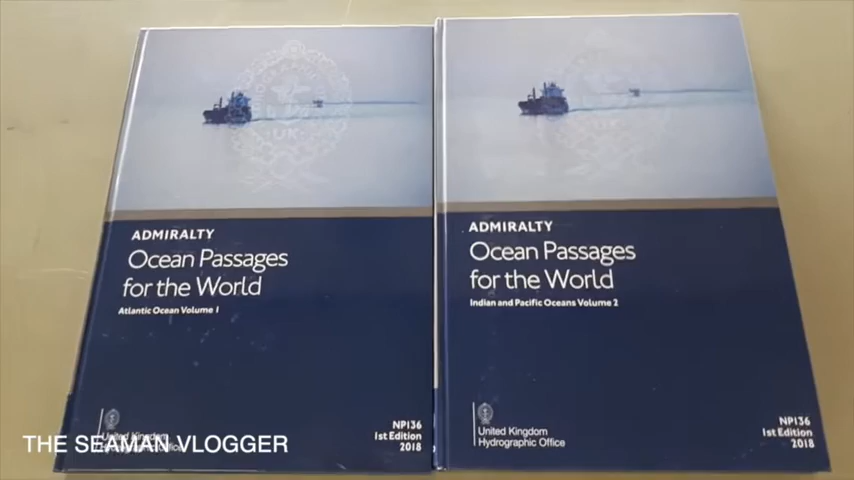 ADMIRALTY
Ocean Passages
for the World
Atlantic Ocean Volume 1
NP136
1st Edition
2018
ADMIRALTY
Ocean Passages
for the World
Indian and Pacific Oceans Volume 2
United Kingdom
Hydrographic Office
NP136
1st Edition
2018
THE SEAMAN VLOGGER